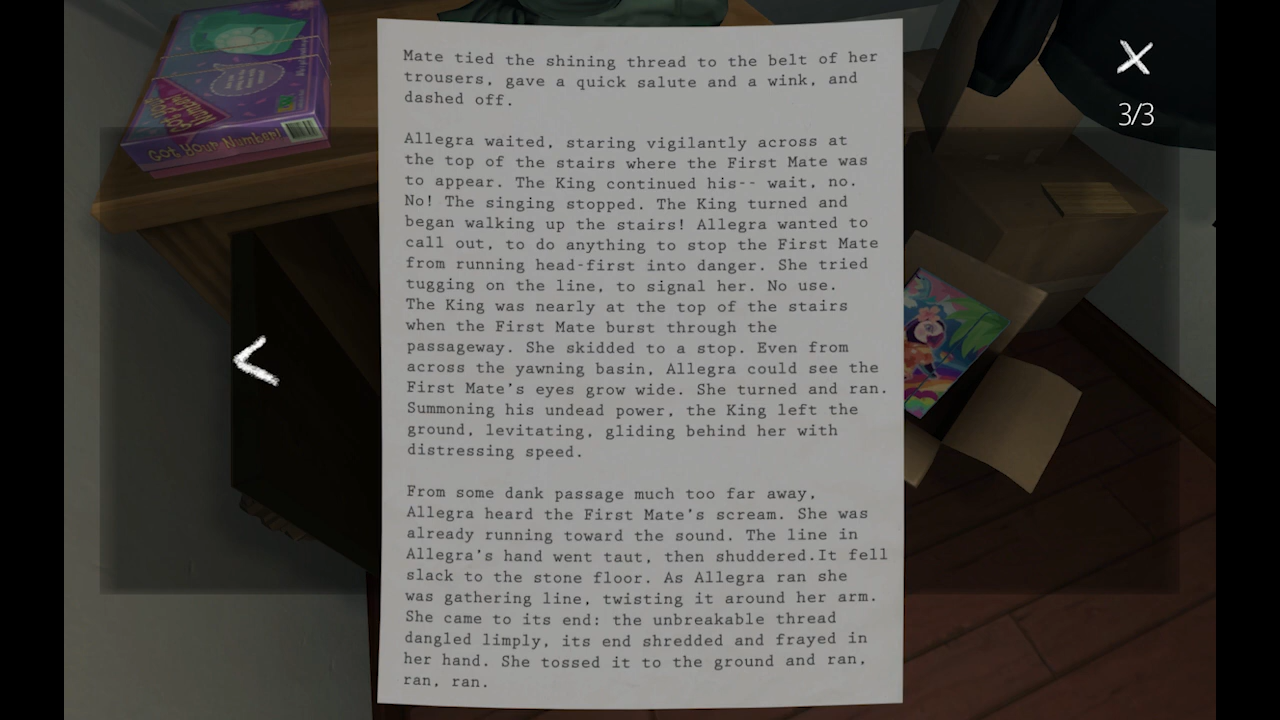 Got Your Number!
3/3
Mate tied the shining thread to the belt of her
trousers, gave a quick salute and a wink, and
dashed off.
Allegra waited, staring vigilantly across at
the top of the stairs where the First Mate was
to appear. The King continued his-- wait, no.
No! The singing stopped. The King turned and
began walking up the stairs! Allegra wanted to
call out, to do anything to stop the First Mate
from running head-first into danger. She tried
tugging on the line, to signal her. No use.
The King was nearly at the top of the stairs
when the First Mate burst through the
passageway. She skidded to a stop. Even from
across the yawning basin, Allegra could see the
First Mate's eyes grow wide. She turned and ran.
Summoning his undead power, the King left the
ground, levitating, gliding behind her with
distressing speed.
From some dank passage much too far away,
Allegra heard the First Mate's scream. She was
already running toward the sound. The line in
Allegra's hand went taut, then shuddered.It fell
slack to the stone floor. As Allegra ran she
was gathering line, twisting it around her arm.
She came to its end: the unbreakable thread
dangled limply, its end shredded and frayed in
her hand. She tossed it to the ground and ran,
ran, ran.